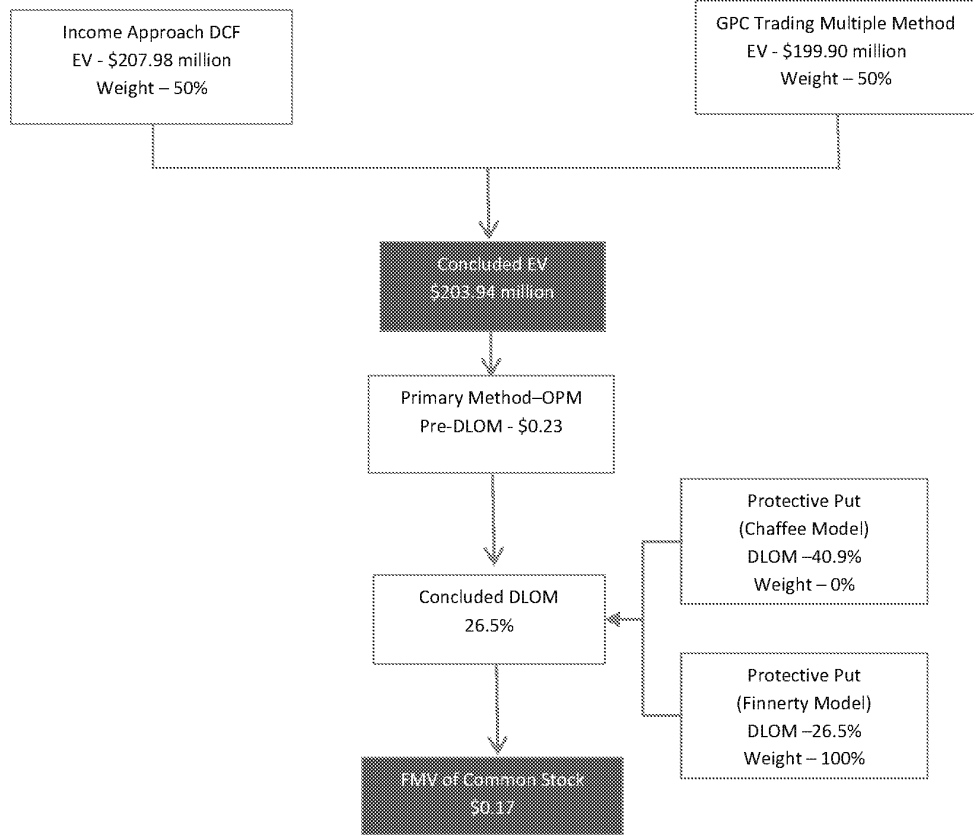 Income Approach DCF
EV - $207.98 million
Weight – 50%
GPC Trading Multiple Method
EV - $199.90 million
Weight – 50%
Concluded EV
$203.94 million
Primary Method–OPM
Pre-DLOM - $0.23
Protective Put
(Chaffee Model)
DLOM –40.9%
Weight – 0%
Concluded DLOM
26.5%
Protective Put
(Finnerty Model)
DLOM –26.5%
Weight – 100%
FMV of Common Stock
$0.17